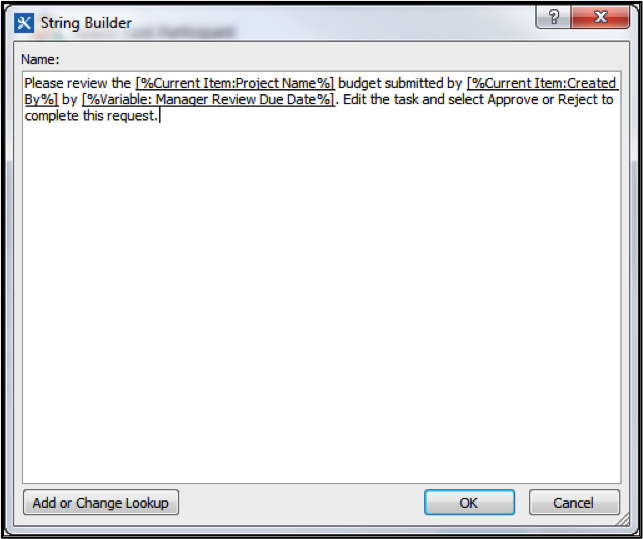 String Builder
Name:
Please review the [%Current Item:Project Name%] budget submitted by [%Current Item:Created
By%] by [%Variable: Manager Review Due Date%]. Edit the task and select Approve or Reject to
complete this request.
Add or Change Lookup
OK
Cancel